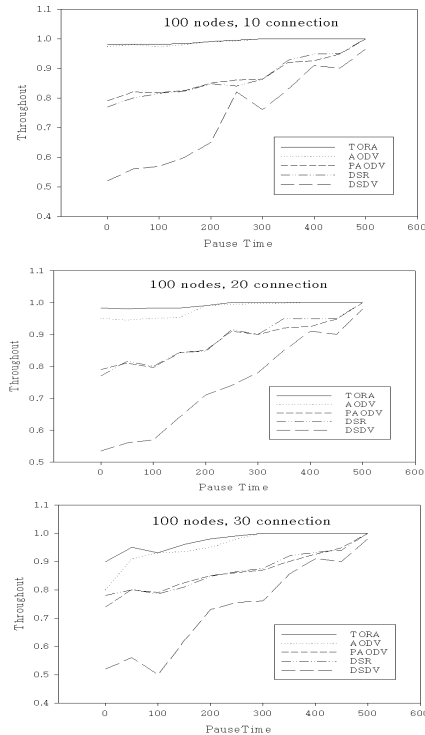 100 nodes, 10 connection
1.1
1.0
0.9
0.8
0.7
0.6
0.5
0.4
Throughout
TORA
AODV
PAODV
DSR
DSDV
0 100 200 300 400 500 600
Pause Time
100 nodes, 20 connection
1.1
1.0
0.9
0.8
0.7
0.6
0.5
Throughout
TORA
AODV
PAODV
DSR
DSDV
0 100 200 300 400 500 600
Pause Time
100 nodes, 30 connection
1.1
1.0
0.9
0.8
0.7
0.6
0.5
0.4
Throughout
TORA
AODV
PAODV
DSR
DSDV
0 100 200 300 400 500 600
PauseTime